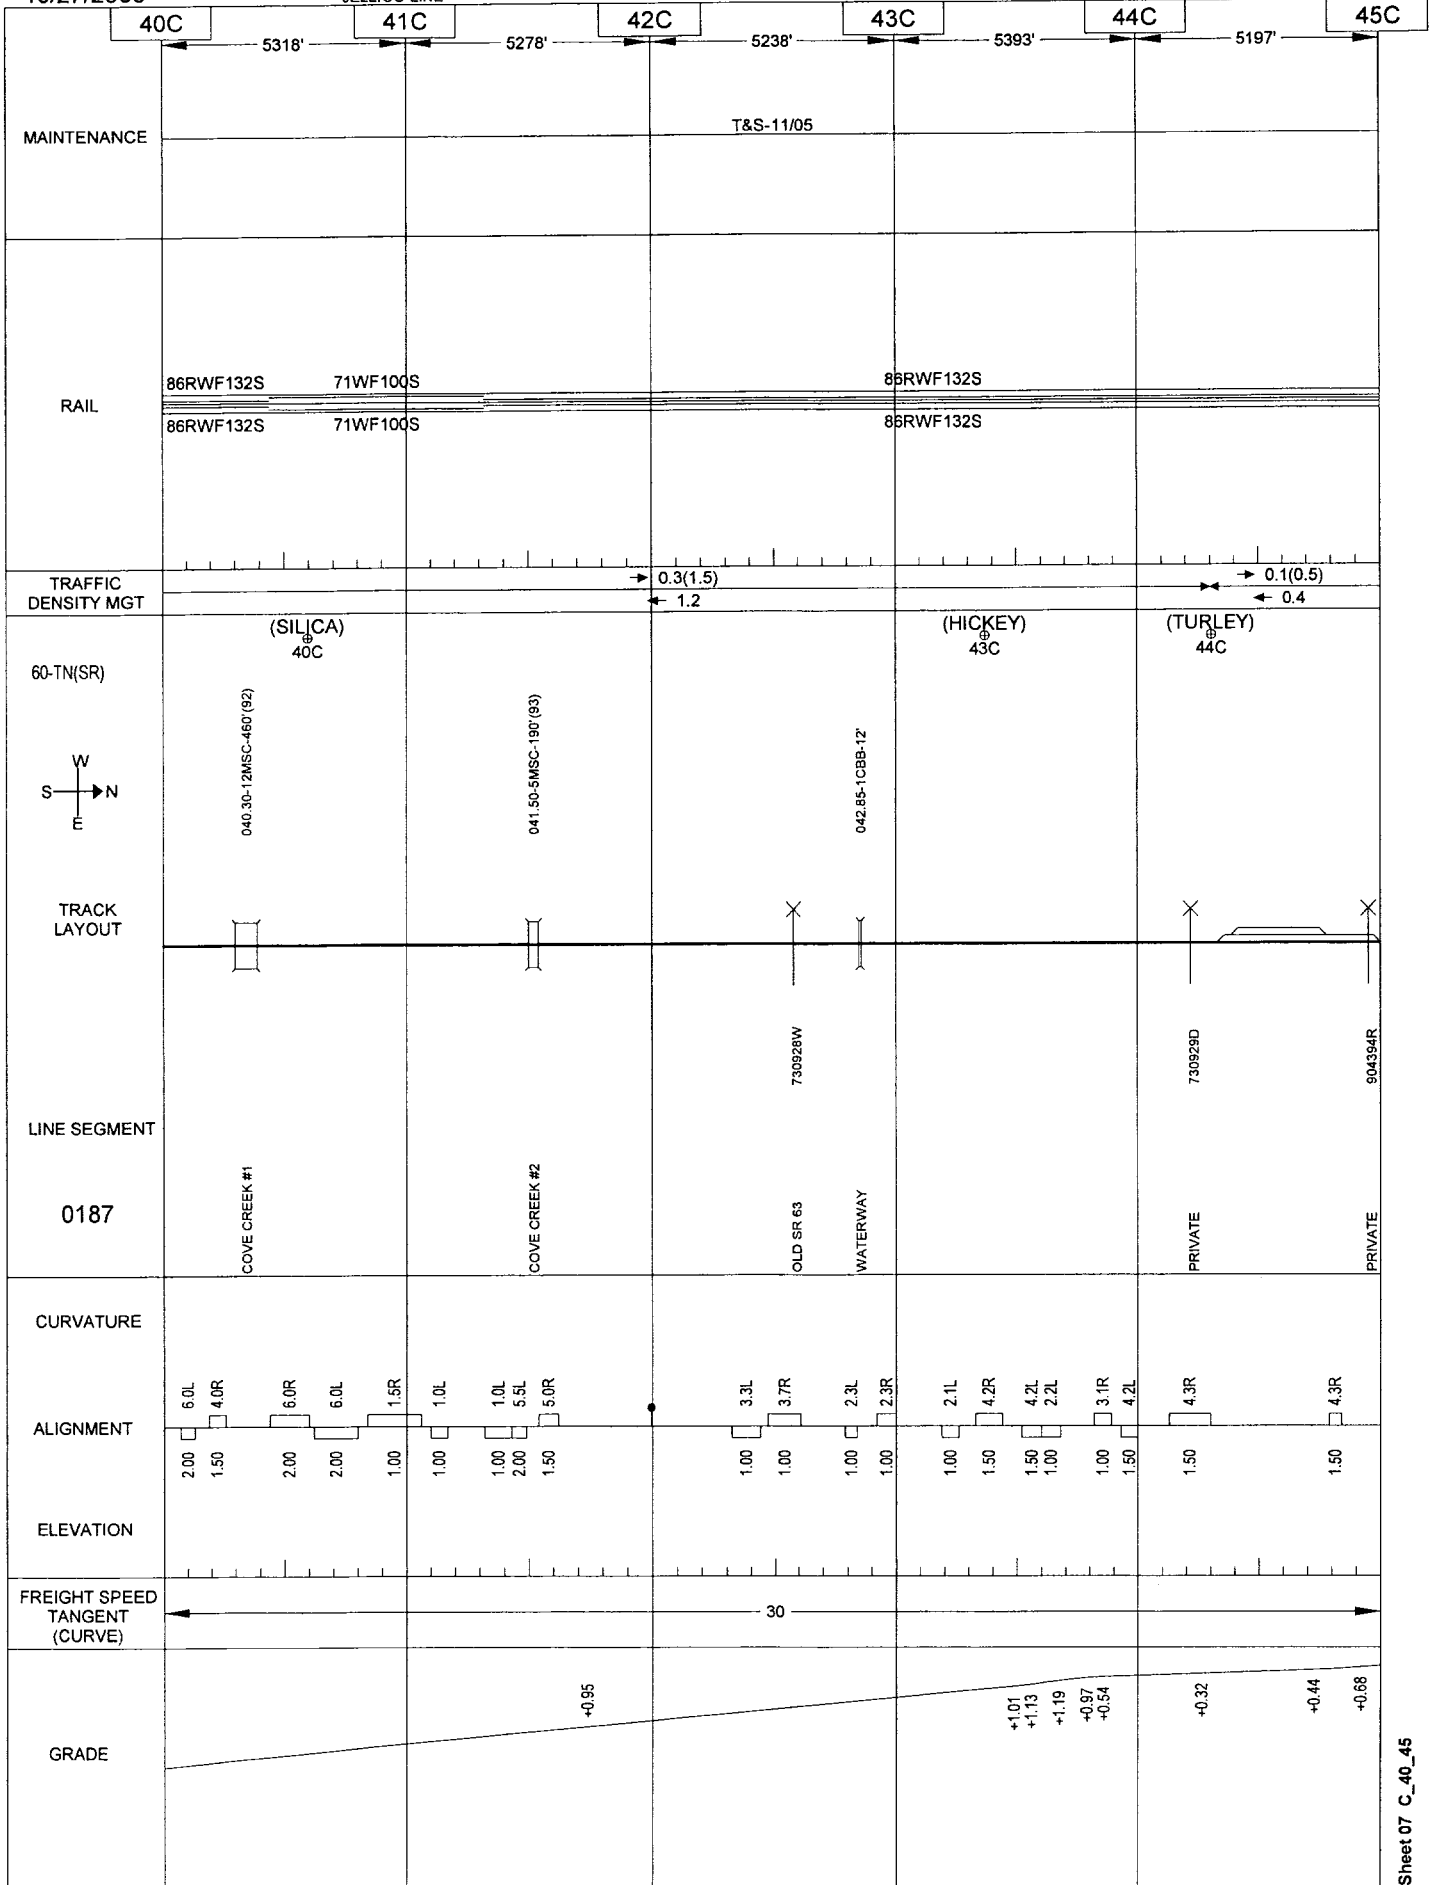 40C 41C 42C 43C 44C 45C
5318' 5278' 5238' 5393' 5197'
MAINTENANCE
T&S-11/05
RAIL
86RWF132S 71WF100S 86RWF132S
86RWF132S 71WF100S 86RWF132S
TRAFFIC
DENSITY MGT
→ 0.3(1.5) → 0.1(0.5)
← 1.2 ← 0.4
(SILICA) (HICKEY) (TURLEY)
40C 43C 44C
60-TN(SR)
W
S N
E
040.30-12MSC-460'(92)
041.50-5MSC-190'(93)
042.85-1CBB-12'
TRACK
LAYOUT
730928W
730929D
904394R
LINE SEGMENT
0187
COVE CREEK #1
COVE CREEK #2
OLD SR 63
WATERWAY
PRIVATE
PRIVATE
CURVATURE
6.0L 4.0R 6.0R 6.0L 1.5R 1.0L 1.0L 5.5L 5.0R 3.3L 3.7R 2.3L 2.3R 2.1L 4.2R 4.2L 2.2L 3.1R 4.2L 4.3R 4.3R
ALIGNMENT
2.00 1.50 2.00 2.00 1.00 1.00 1.00 2.00 1.50 1.00 1.00 1.00 1.00 1.00 1.50 1.50 1.00 1.00 1.50 1.50 1.50
ELEVATION
FREIGHT SPEED
TANGENT
(CURVE)
30
GRADE
+0.95 +1.01 +1.13 +1.19 +0.97 +0.54 +0.32 +0.44 +0.68
Sheet 07 C_40_45